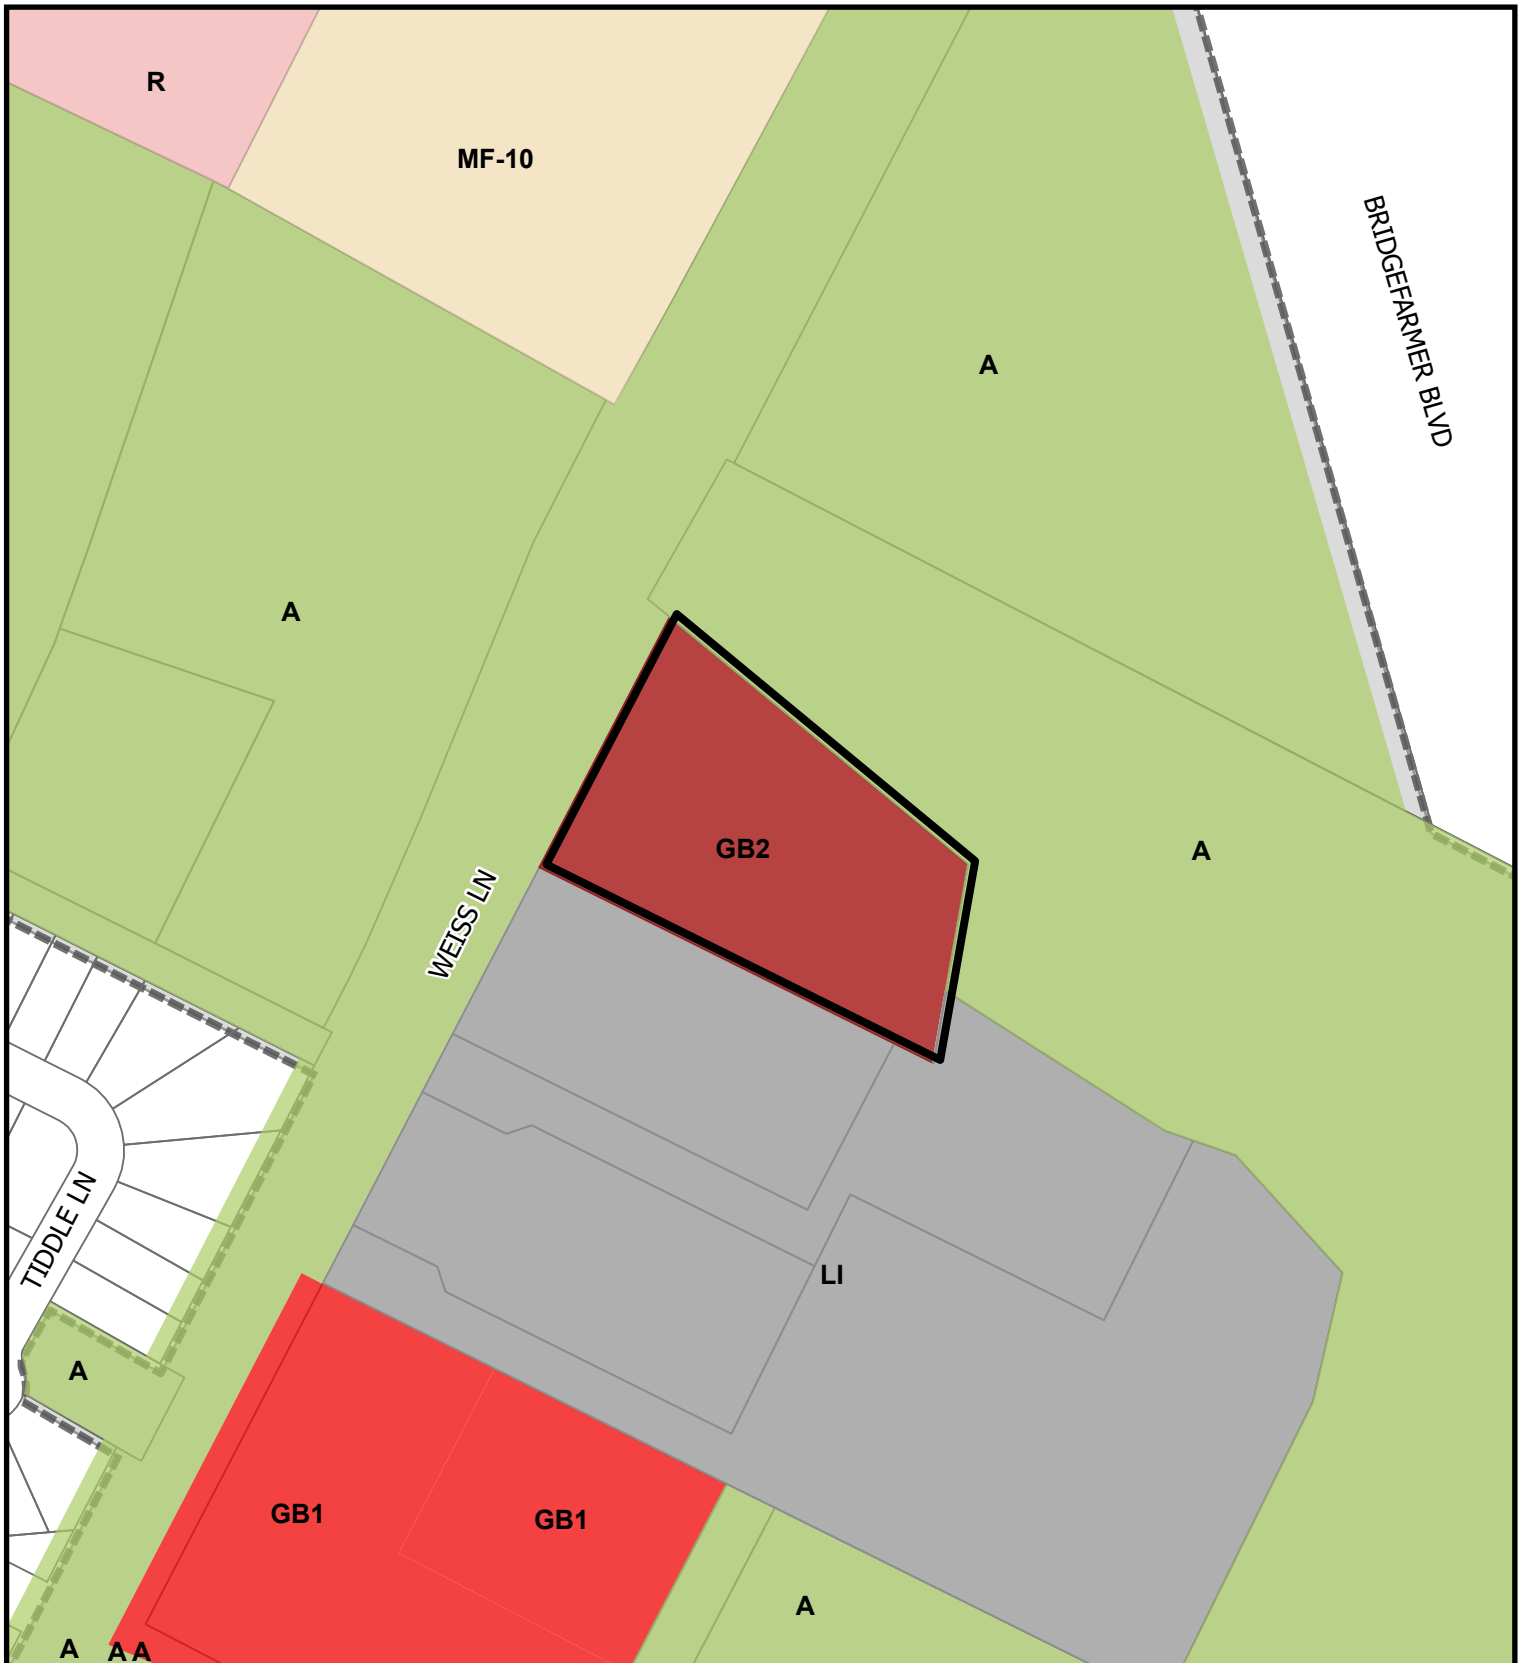 R
MF-10
BRIDGEFARMER BLVD
A
A
GB2
A
WEISS LN
TIDDLE LN
LI
A
GB1
GB1
A
A
A A